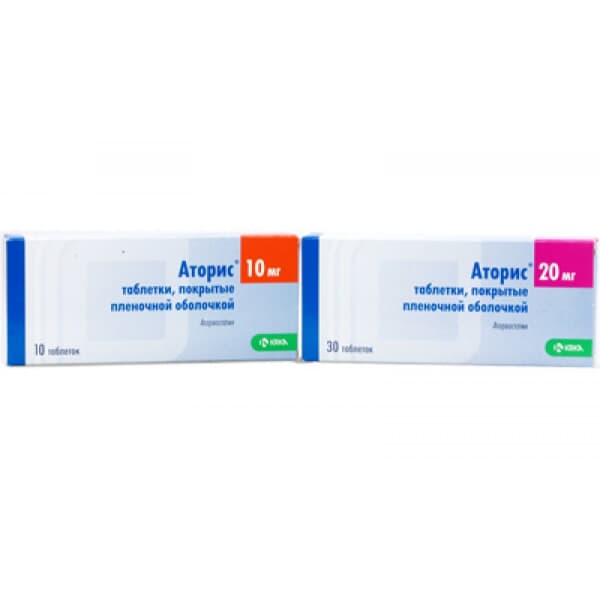 Аторис®
10 мг
таблетки, покрытые
пленочной оболочкой
Аторвастатин
10 таблеток
KRKA
Аторис®
20 мг
таблетки, покрытые
пленочной оболочкой
Аторвастатин
30 таблеток
KRKA